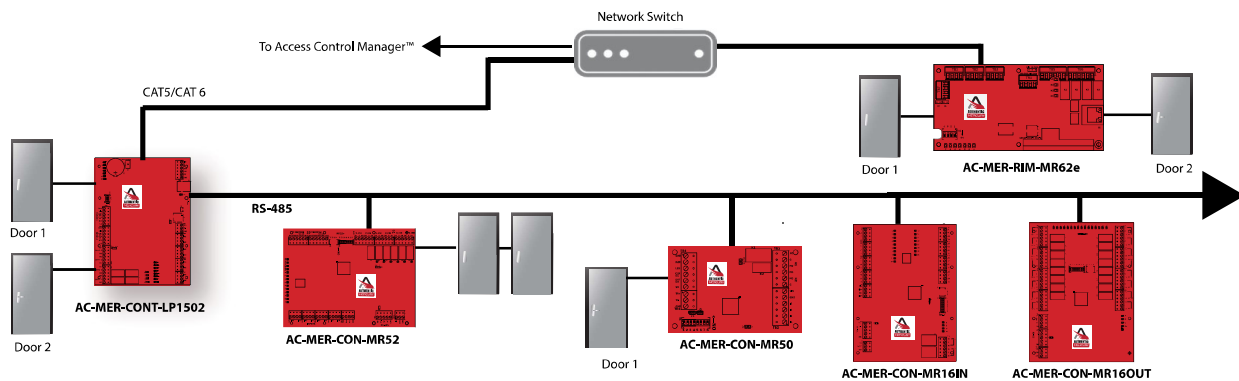 Network Switch
To Access Control Manager™
CAT5/CAT 6
Door 1
Door 2
AC-MER-RIM-MR62e
RS-485
Door 1
Door 2
AC-MER-CONT-LP1502
AC-MER-CON-MR52
Door 1
AC-MER-CON-MR50
AC-MER-CON-MR16IN
AC-MER-CON-MR16OUT